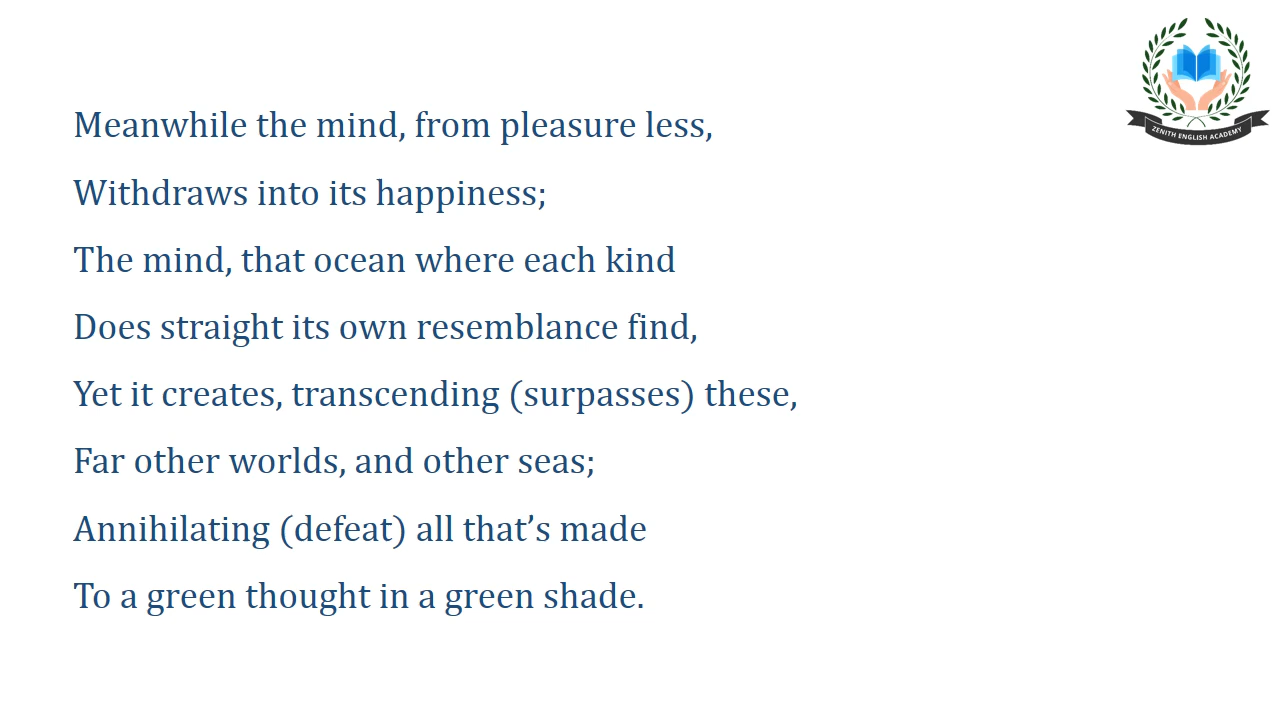 Meanwhile the mind, from pleasure less,
Withdraws into its happiness;
The mind, that ocean where each kind
Does straight its own resemblance find,
Yet it creates, transcending (surpasses) these,
Far other worlds, and other seas;
Annihilating (defeat) all that’s made
To a green thought in a green shade.
ZENITH ENGLISH ACADEMY